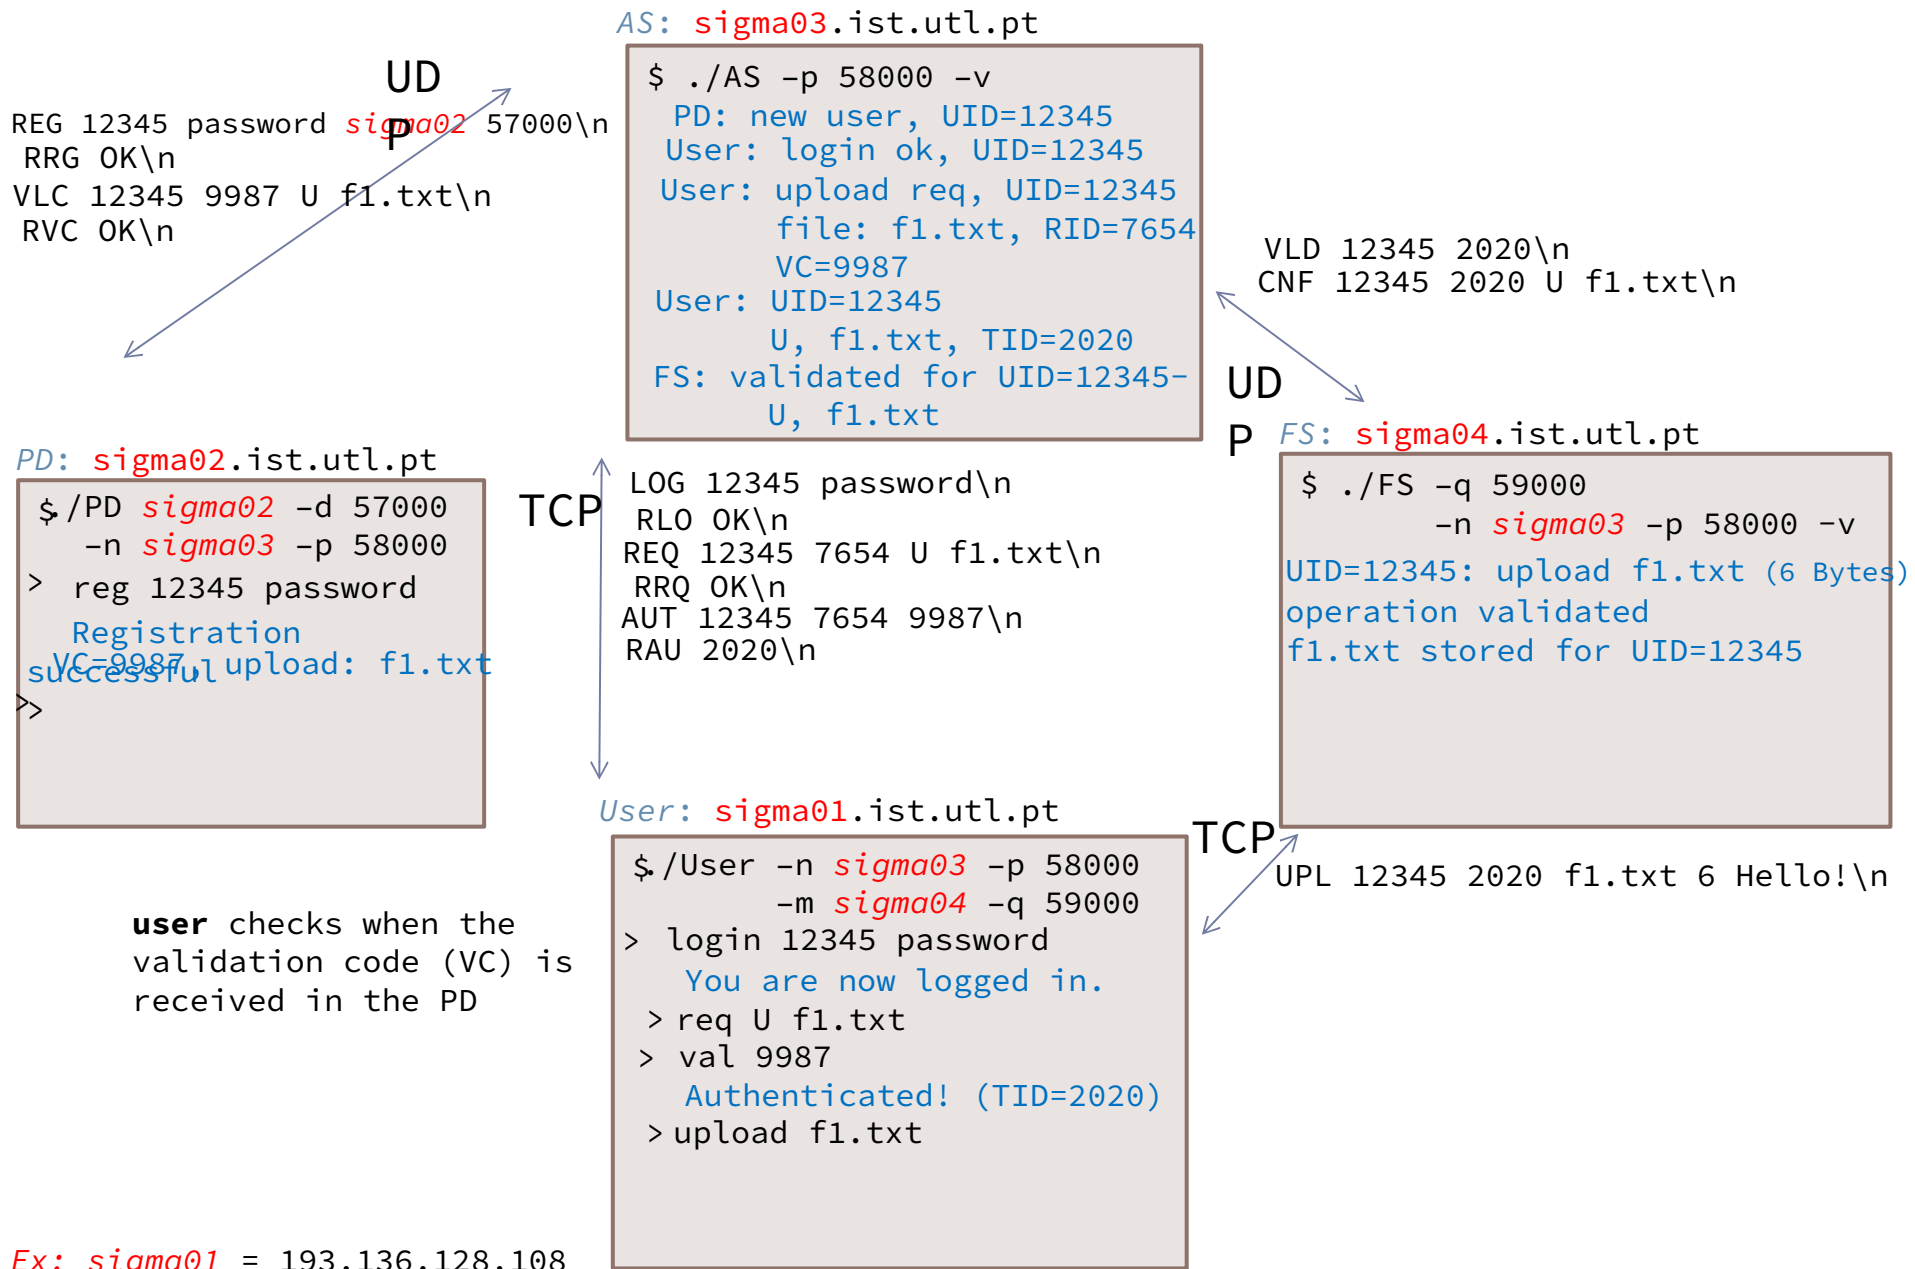 AS: sigma03.ist.utl.pt
$ ./AS –p 58000 –v
PD: new user, UID=12345
User: login ok, UID=12345
User: upload req, UID=12345
file: f1.txt, RID=7654
VC=9987
User: UID=12345
U, f1.txt, TID=2020
FS: validated for UID=12345-
U, f1.txt
UD
P
REG 12345 password sigma02 57000\n
RRG OK\n
VLC 12345 9987 U f1.txt\n
RVC OK\n
VLD 12345 2020\n
CNF 12345 2020 U f1.txt\n
UD
P
PD: sigma02.ist.utl.pt
$./PD sigma02 –d 57000
–n sigma03 –p 58000
> reg 12345 password
Registration
successful
VC=9987, upload: f1.txt
>
>
TCP
LOG 12345 password\n
RLO OK\n
REQ 12345 7654 U f1.txt\n
RRQ OK\n
AUT 12345 7654 9987\n
RAU 2020\n
FS: sigma04.ist.utl.pt
$ ./FS –q 59000
–n sigma03 –p 58000 -v
UID=12345: upload f1.txt (6 Bytes)
operation validated
f1.txt stored for UID=12345
User: sigma01.ist.utl.pt
$./User –n sigma03 –p 58000
–m sigma04 –q 59000
> login 12345 password
You are now logged in.
> req U f1.txt
> val 9987
Authenticated! (TID=2020)
> upload f1.txt
TCP
UPL 12345 2020 f1.txt 6 Hello!\n
user checks when the
validation code (VC) is
received in the PD
Ex: sigma01 = 193.136.128.108